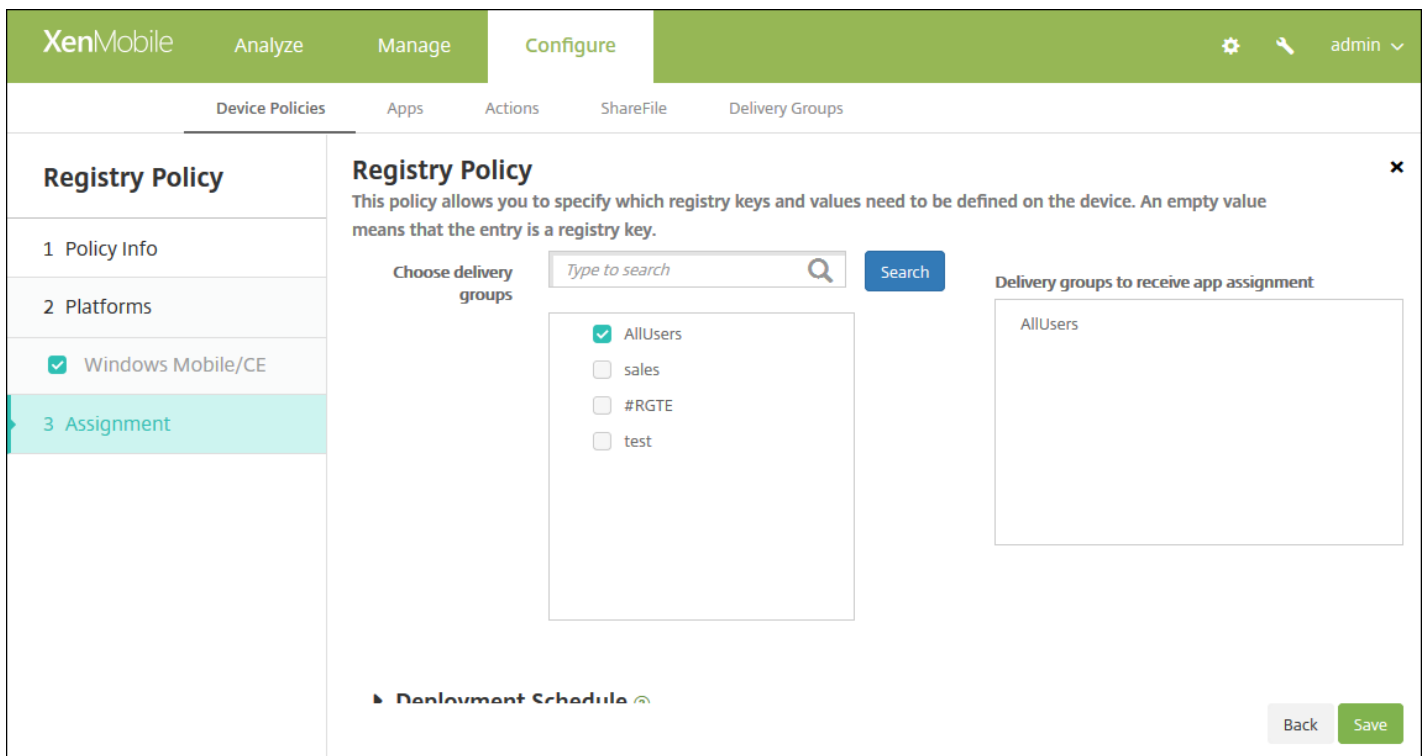 XenMobile Analyze Manage Configure admin
Device Policies Apps Actions ShareFile Delivery Groups
Registry Policy
1 Policy Info
2 Platforms
Windows Mobile/CE
3 Assignment
Registry Policy
This policy allows you to specify which registry keys and values need to be defined on the device. An empty value
means that the entry is a registry key.
Choose delivery
groups
Type to search
Search
AllUsers
sales
#RGTE
test
Delivery groups to receive app assignment
AllUsers
Deployment Schedule
Back Save